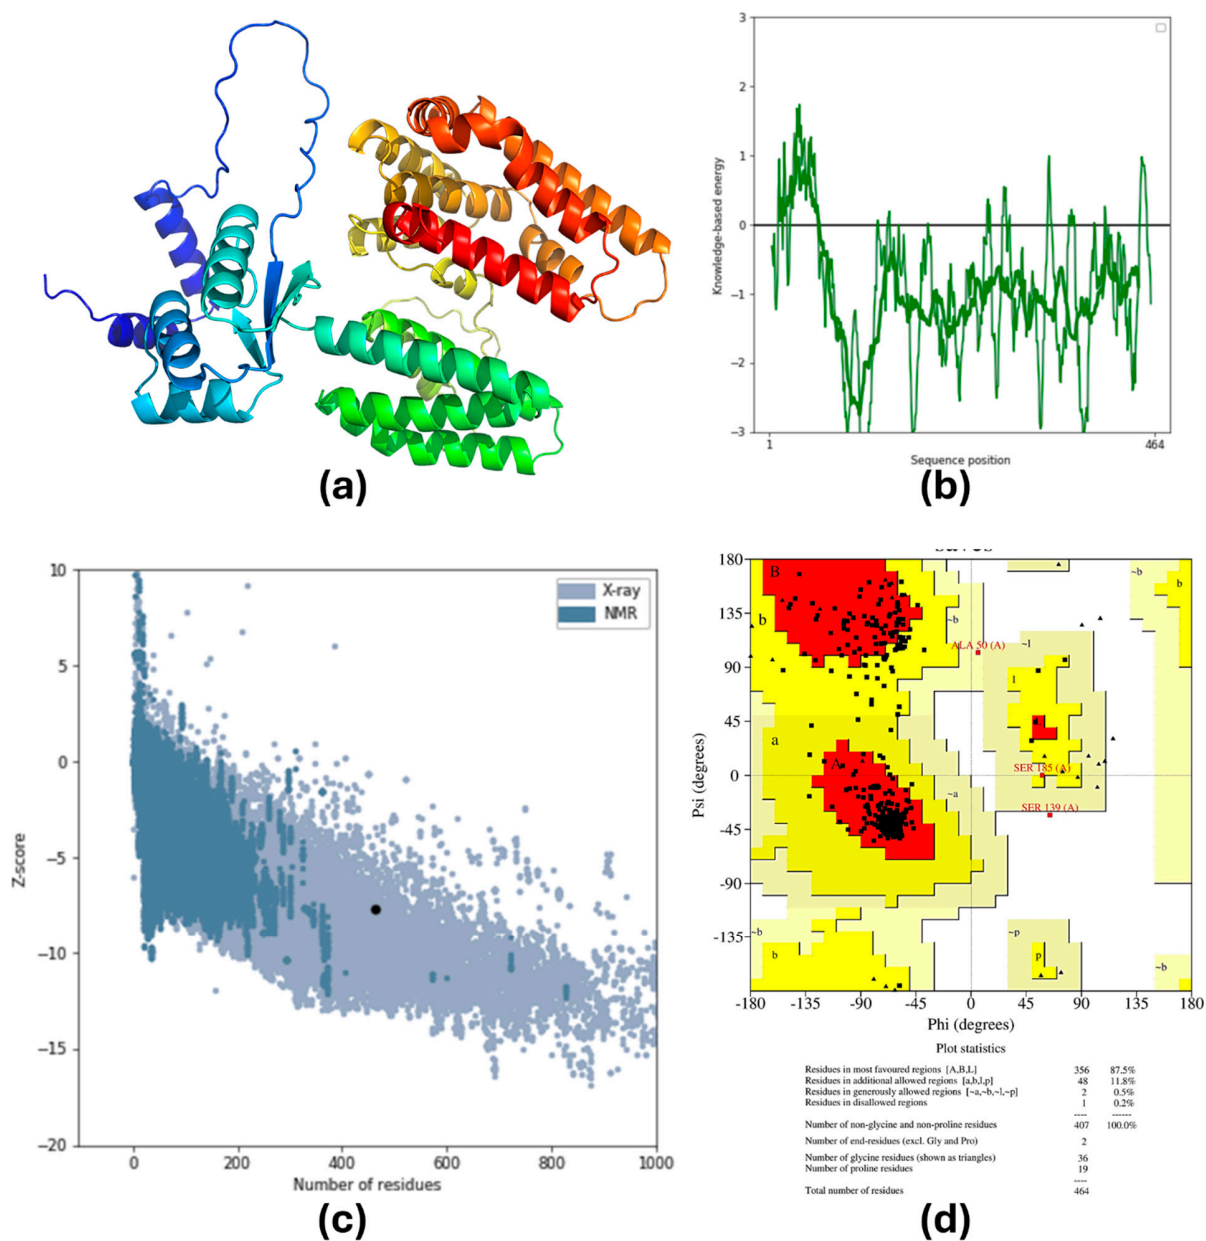 (a)
3
2
1
0
−1
−2
−3
Knowledge-based energy
1
464
Sequence position
(b)
10
5
0
−5
−10
−15
−20
Z-score
X-ray
NMR
0
200
400
600
800
1000
Number of residues
(c)
180
135
90
45
0
-45
-90
-135
-180
Psi (degrees)
B
b
~b
~b
b
ALA 50 (A)
~l
l
a
A
~a
SER 185 (A)
SER 139 (A)
~b
b
~p
p
~b
-135
-90
-45
0
45
90
135
180
Phi (degrees)
Plot statistics
Residues in most favoured regions [A,B,L] 356 87.5%
Residues in additional allowed regions [a,b,l,p] 48 11.8%
Residues in generously allowed regions [~a,~b,~l,~p] 2 0.5%
Residues in disallowed regions 1 0.2%
---- ------
Number of non-glycine and non-proline residues 407 100.0%
Number of end-residues (excl. Gly and Pro) 2
Number of glycine residues (shown as triangles) 36
Number of proline residues 19
----
Total number of residues 464
(d)